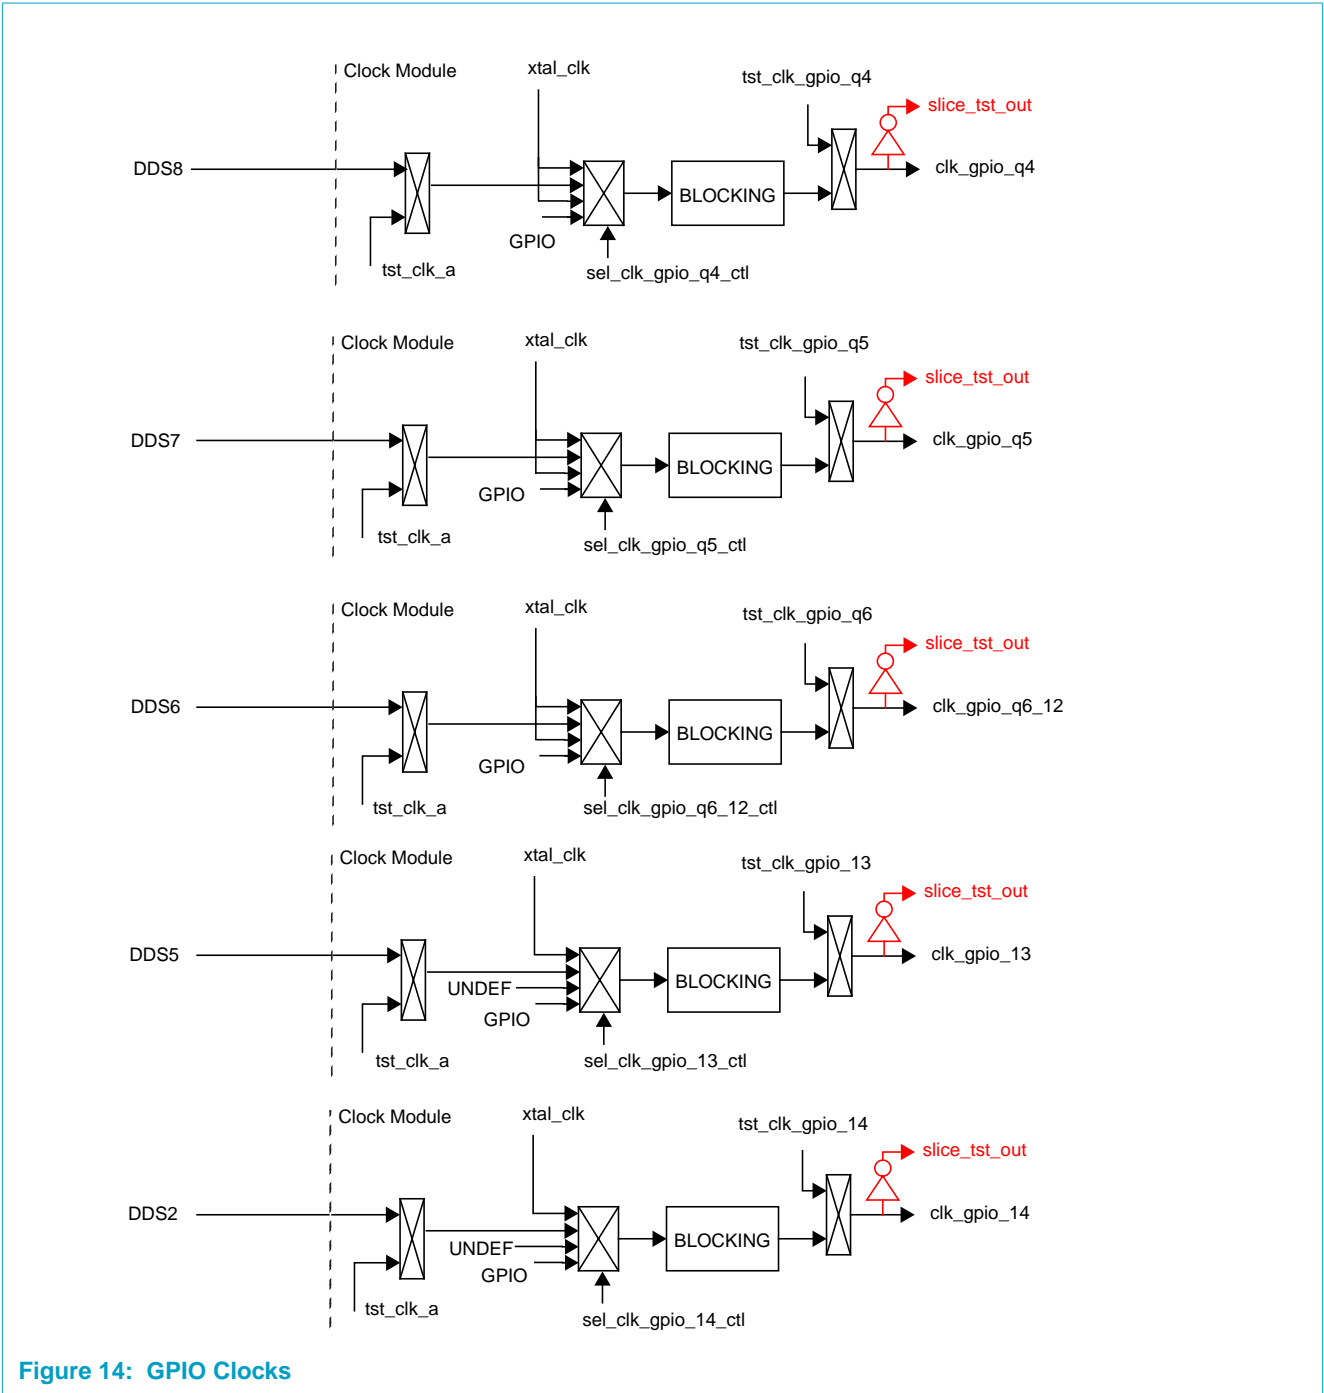 Clock Module
xtal_clk
tst_clk_gpio_q4
slice_tst_out
DDS8
clk_gpio_q4
BLOCKING
GPIO
tst_clk_a
sel_clk_gpio_q4_ctl
Clock Module
xtal_clk
tst_clk_gpio_q5
slice_tst_out
DDS7
clk_gpio_q5
BLOCKING
GPIO
tst_clk_a
sel_clk_gpio_q5_ctl
Clock Module
xtal_clk
tst_clk_gpio_q6
slice_tst_out
DDS6
clk_gpio_q6_12
BLOCKING
GPIO
tst_clk_a
sel_clk_gpio_q6_12_ctl
Clock Module
xtal_clk
tst_clk_gpio_13
slice_tst_out
DDS5
clk_gpio_13
BLOCKING
UNDEF
GPIO
tst_clk_a
sel_clk_gpio_13_ctl
Clock Module
xtal_clk
tst_clk_gpio_14
slice_tst_out
DDS2
clk_gpio_14
BLOCKING
UNDEF
GPIO
tst_clk_a
sel_clk_gpio_14_ctl
Figure 14: GPIO Clocks